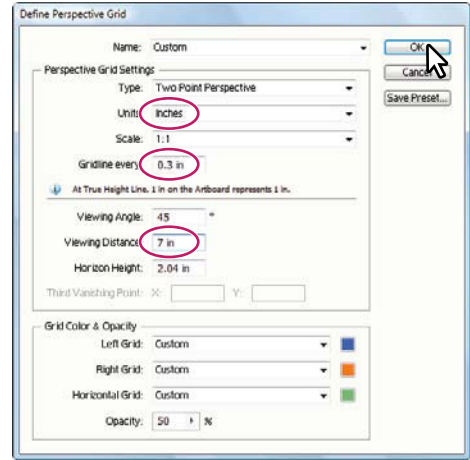 Define Perspective Grid
Name: Custom
OK
Cancel
Save Preset...
Perspective Grid Settings
Type: Two Point Perspective
Units: Inches
Scale: 1:1
Gridline every: 0.3 in
At True Height Line, 1 in on the Artboard represents 1 in.
Viewing Angle: 45 °
Viewing Distance: 7 in
Horizon Height: 2.04 in
Third Vanishing Point: X: Y:
Grid Color & Opacity
Left Grid: Custom
Right Grid: Custom
Horizontal Grid: Custom
Opacity: 50 %